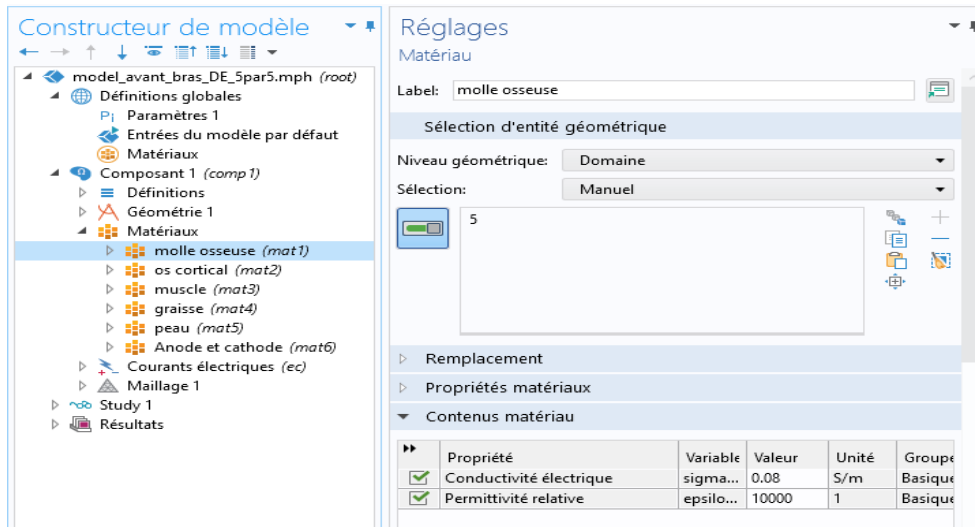 Constructeur de modèle
model_avant_bras_DE_5par5.mph (root)
Définitions globales
Pi Paramètres 1
Entrées du modèle par défaut
Matériaux
Composant 1 (comp1)
Définitions
Géométrie 1
Matériaux
molle osseuse (mat1)
os cortical (mat2)
muscle (mat3)
graisse (mat4)
peau (mat5)
Anode et cathode (mat6)
Courants électriques (ec)
Maillage 1
Study 1
Résultats
Réglages
Matériau
Label: molle osseuse
Sélection d'entité géométrique
Niveau géométrique: Domaine
Sélection: Manuel
5
Remplacement
Propriétés matériaux
Contenus matériau
Propriété Variable Valeur Unité Groupe
Conductivité électrique sigma... 0.08 S/m Basique
Permittivité relative epsilo... 10000 1 Basique